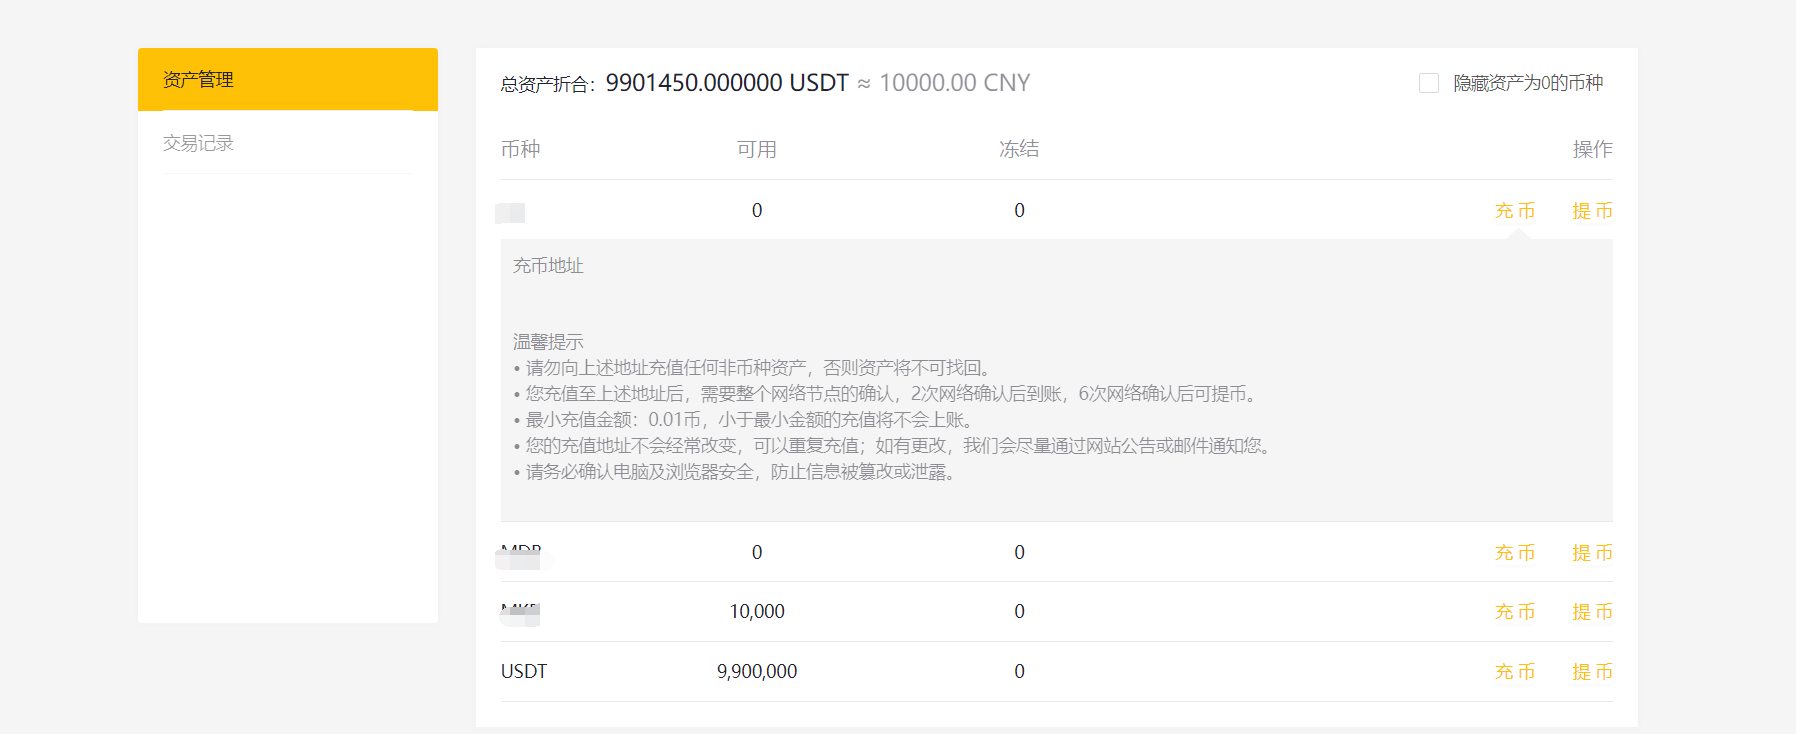 资产管理
交易记录
总资产折合：9901450.000000 USDT ≈ 10000.00 CNY
隐藏资产为0的币种
币种 可用 冻结 操作
0 0 充币 提币
充币地址
温馨提示
• 请勿向上述地址充值任何非币种资产，否则资产将不可找回。
• 您充值至上述地址后，需要整个网络节点的确认，2次网络确认后到账，6次网络确认后可提币。
• 最小充值金额：0.01币，小于最小金额的充值将不会上账。
• 您的充值地址不会经常改变，可以重复充值；如有更改，我们会尽量通过网站公告或邮件通知您。
• 请务必确认电脑及浏览器安全，防止信息被篡改或泄露。
0 0 充币 提币
10,000 0 充币 提币
USDT 9,900,000 0 充币 提币